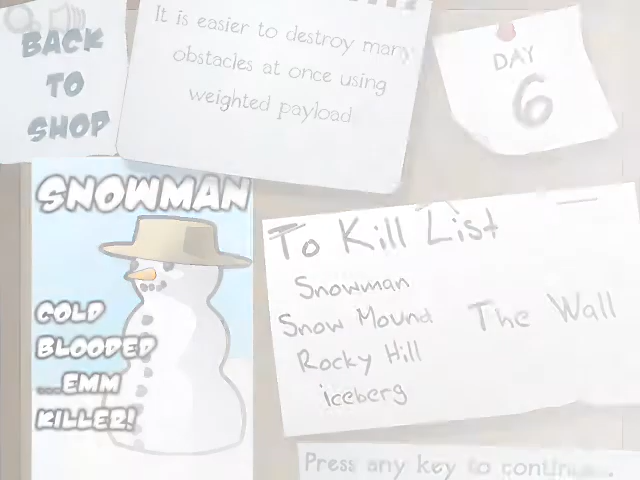 BACK
TO
SHOP
It is easier to destroy many
obstacles at once using
weighted payload
DAY
6
SNOWMAN
COLD
BLOODED
...EMM
KILLER!
To Kill List
Snowman
Snow Mound
Rocky Hill
iceberg
The Wall
Press any key to continue...